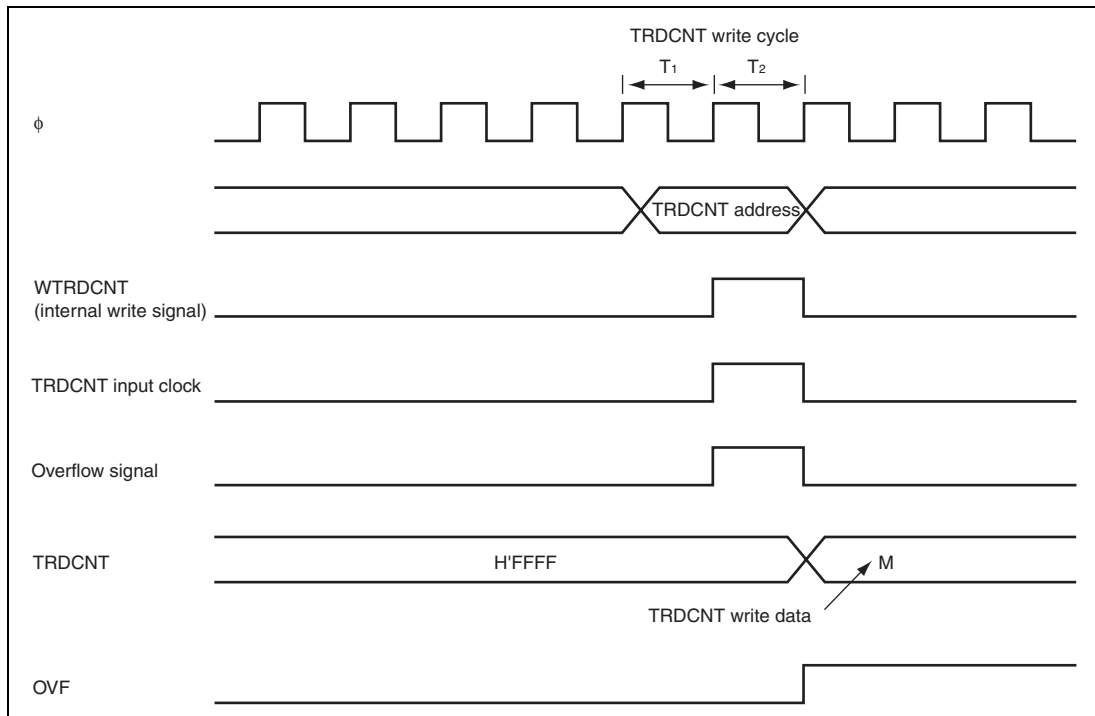 TRDCNT write cycle
T1 T2
ϕ
TRDCNT address
WTRDCNT
(internal write signal)
TRDCNT input clock
Overflow signal
TRDCNT
H'FFFF
M
TRDCNT write data
OVF